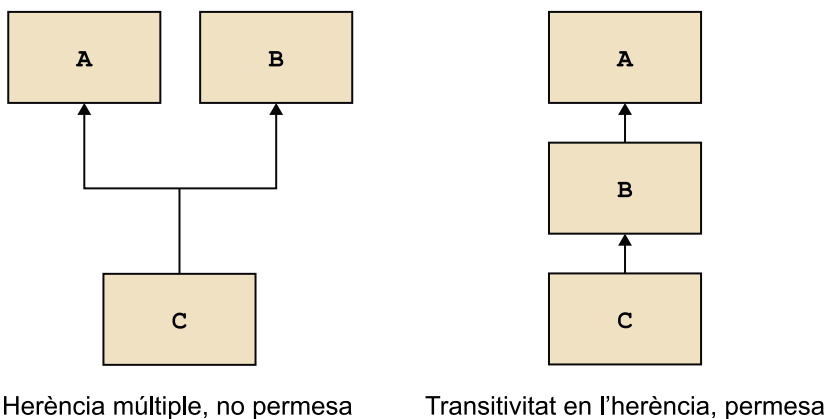 A
B
C
Herència múltiple, no permesa
A
B
C
Transitivitat en l'herència, permesa